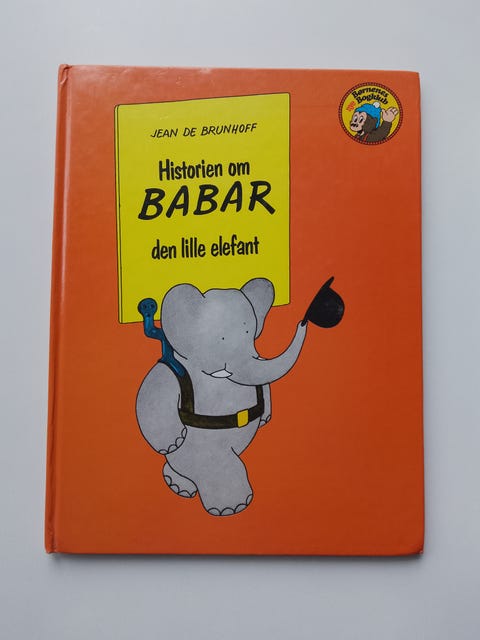 JEAN DE BRUNHOFF
Historien om
BABAR
den lille elefant
Børnenes
Bogklub